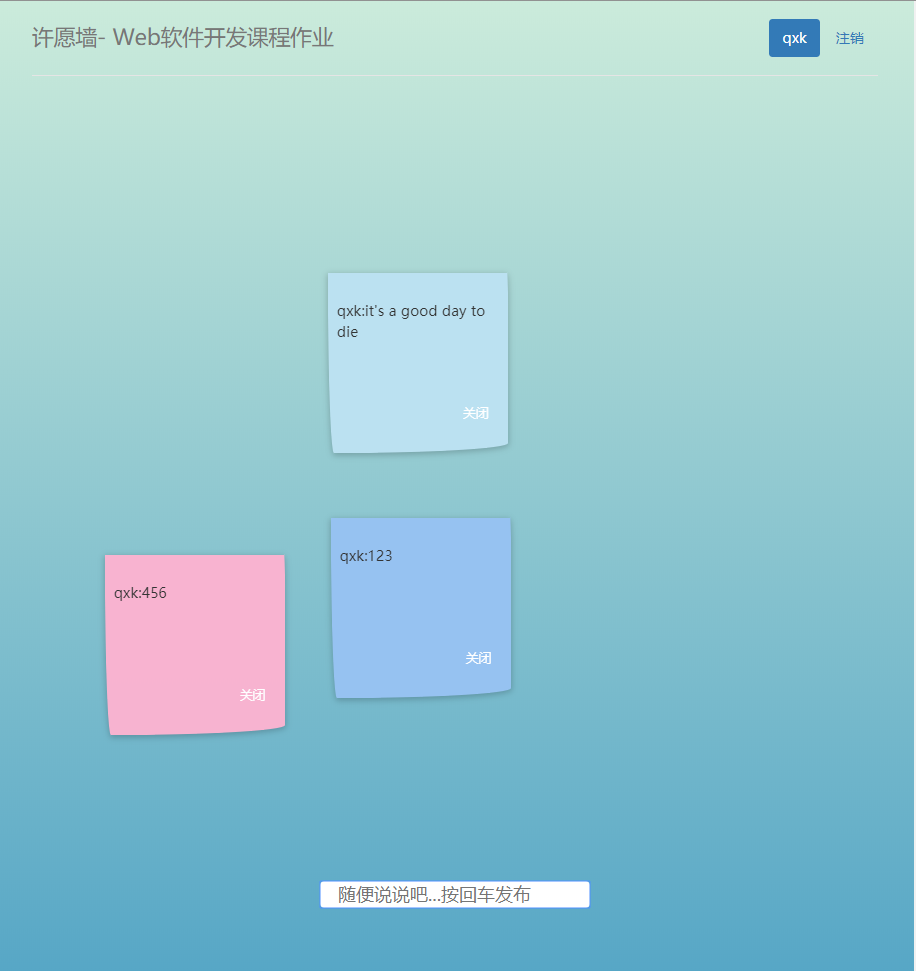 许愿墙- Web软件开发课程作业
qxk
注销
qxk:it's a good day to
die
关闭
qxk:123
关闭
qxk:456
关闭
随便说说吧...按回车发布